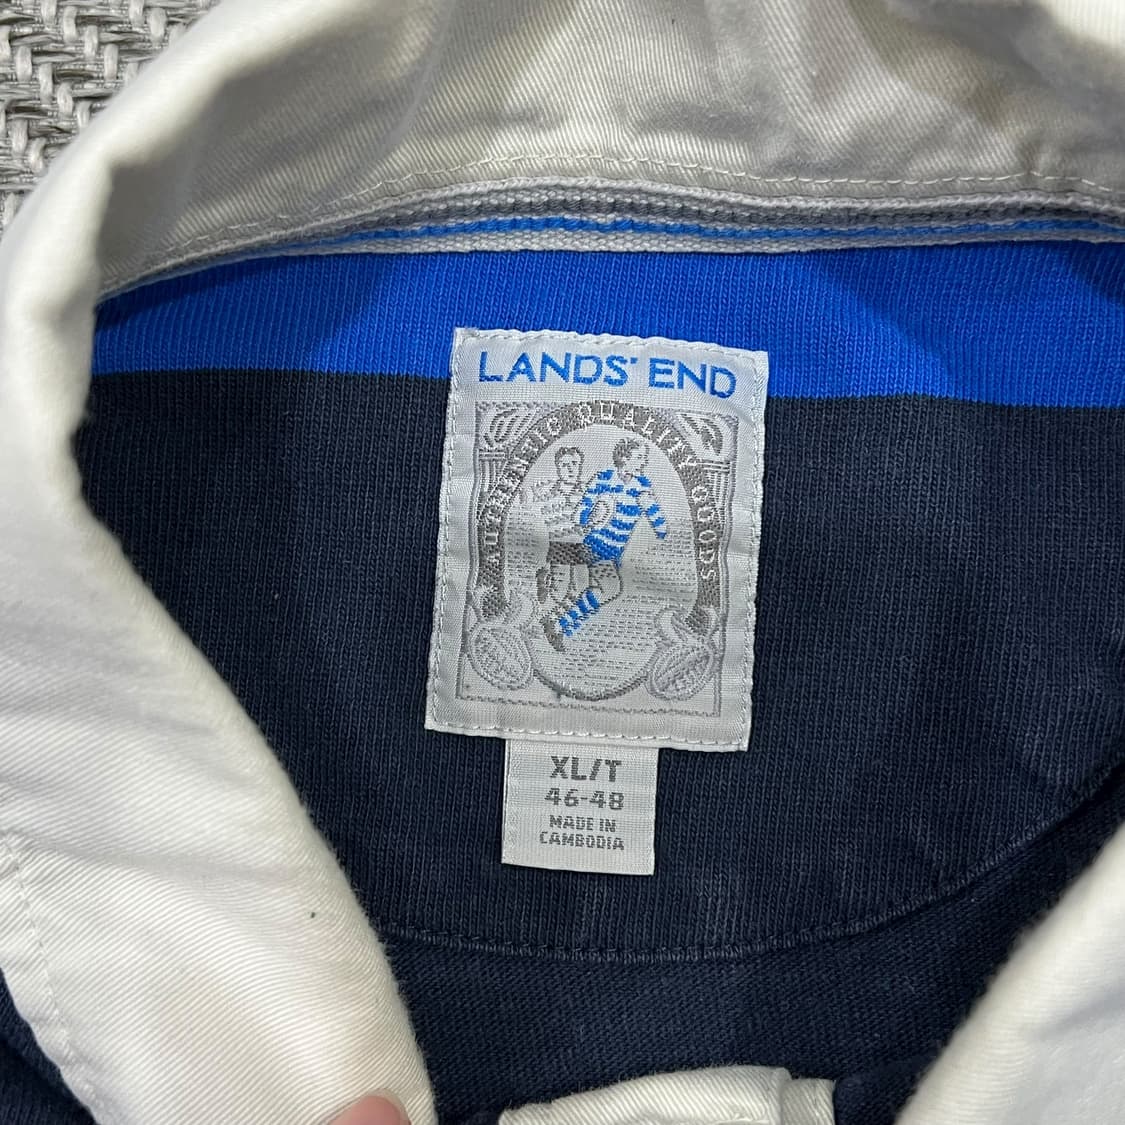 LANDS' END
AUTHENTIC QUALITY GOODS
XL/T
46-48
MADE IN
CAMBODIA